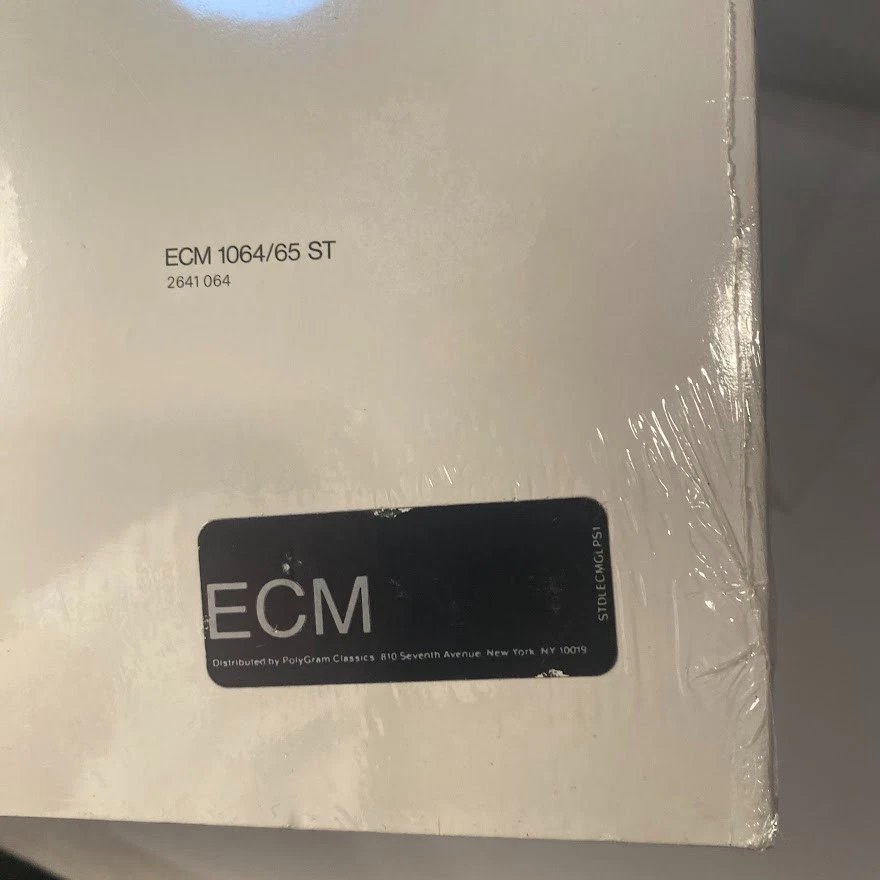 ECM 1064/65 ST
2641 064
ECM
Distributed by PolyGram Classics 810 Seventh Avenue New York NY 10019
STDLECMGLPS1